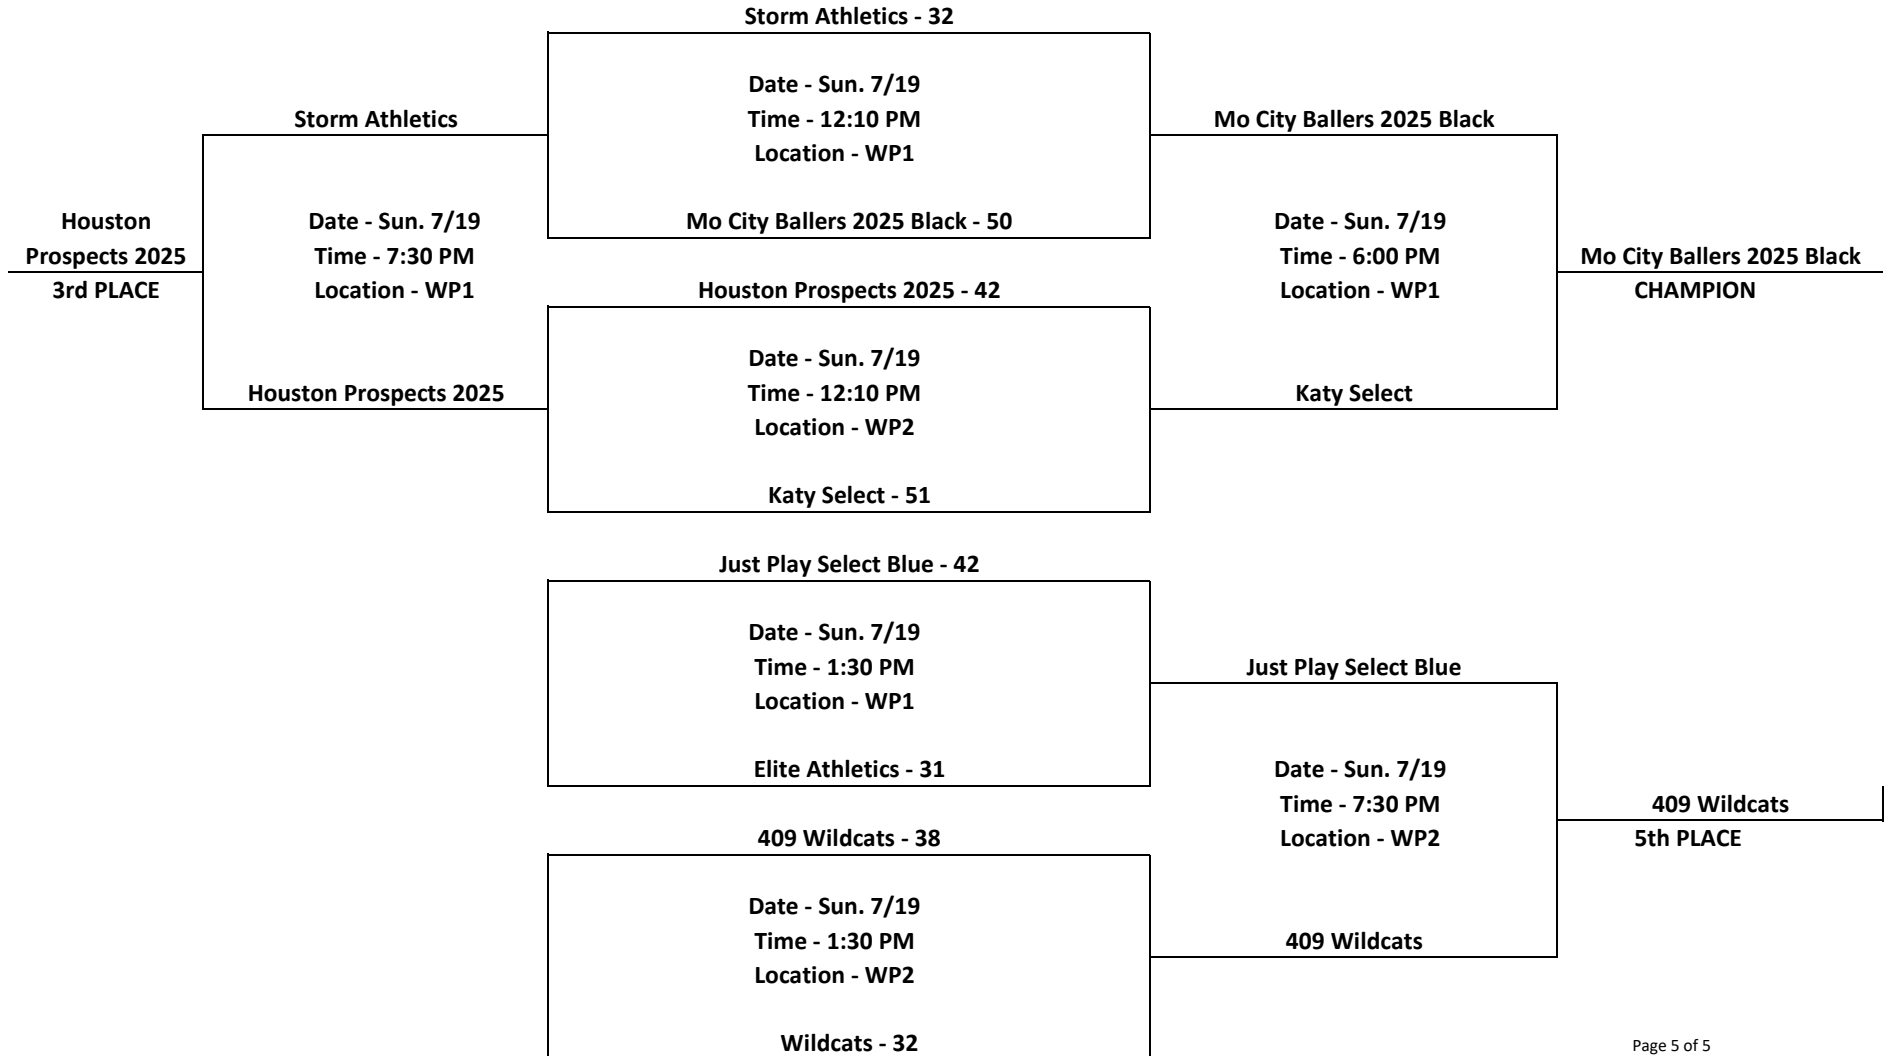 Storm Athletics - 32
Date - Sun. 7/19
Time - 12:10 PM
Location - WP1
Mo City Ballers 2025 Black - 50
Storm Athletics
Mo City Ballers 2025 Black
Houston
Prospects 2025
3rd PLACE
Date - Sun. 7/19
Time - 7:30 PM
Location - WP1
Date - Sun. 7/19
Time - 6:00 PM
Location - WP1
Mo City Ballers 2025 Black
CHAMPION
Houston Prospects 2025 - 42
Date - Sun. 7/19
Time - 12:10 PM
Location - WP2
Katy Select - 51
Houston Prospects 2025
Katy Select
Just Play Select Blue - 42
Date - Sun. 7/19
Time - 1:30 PM
Location - WP1
Elite Athletics - 31
Just Play Select Blue
Date - Sun. 7/19
Time - 7:30 PM
Location - WP2
409 Wildcats
5th PLACE
409 Wildcats - 38
Date - Sun. 7/19
Time - 1:30 PM
Location - WP2
Wildcats - 32
409 Wildcats
Page 5 of 5